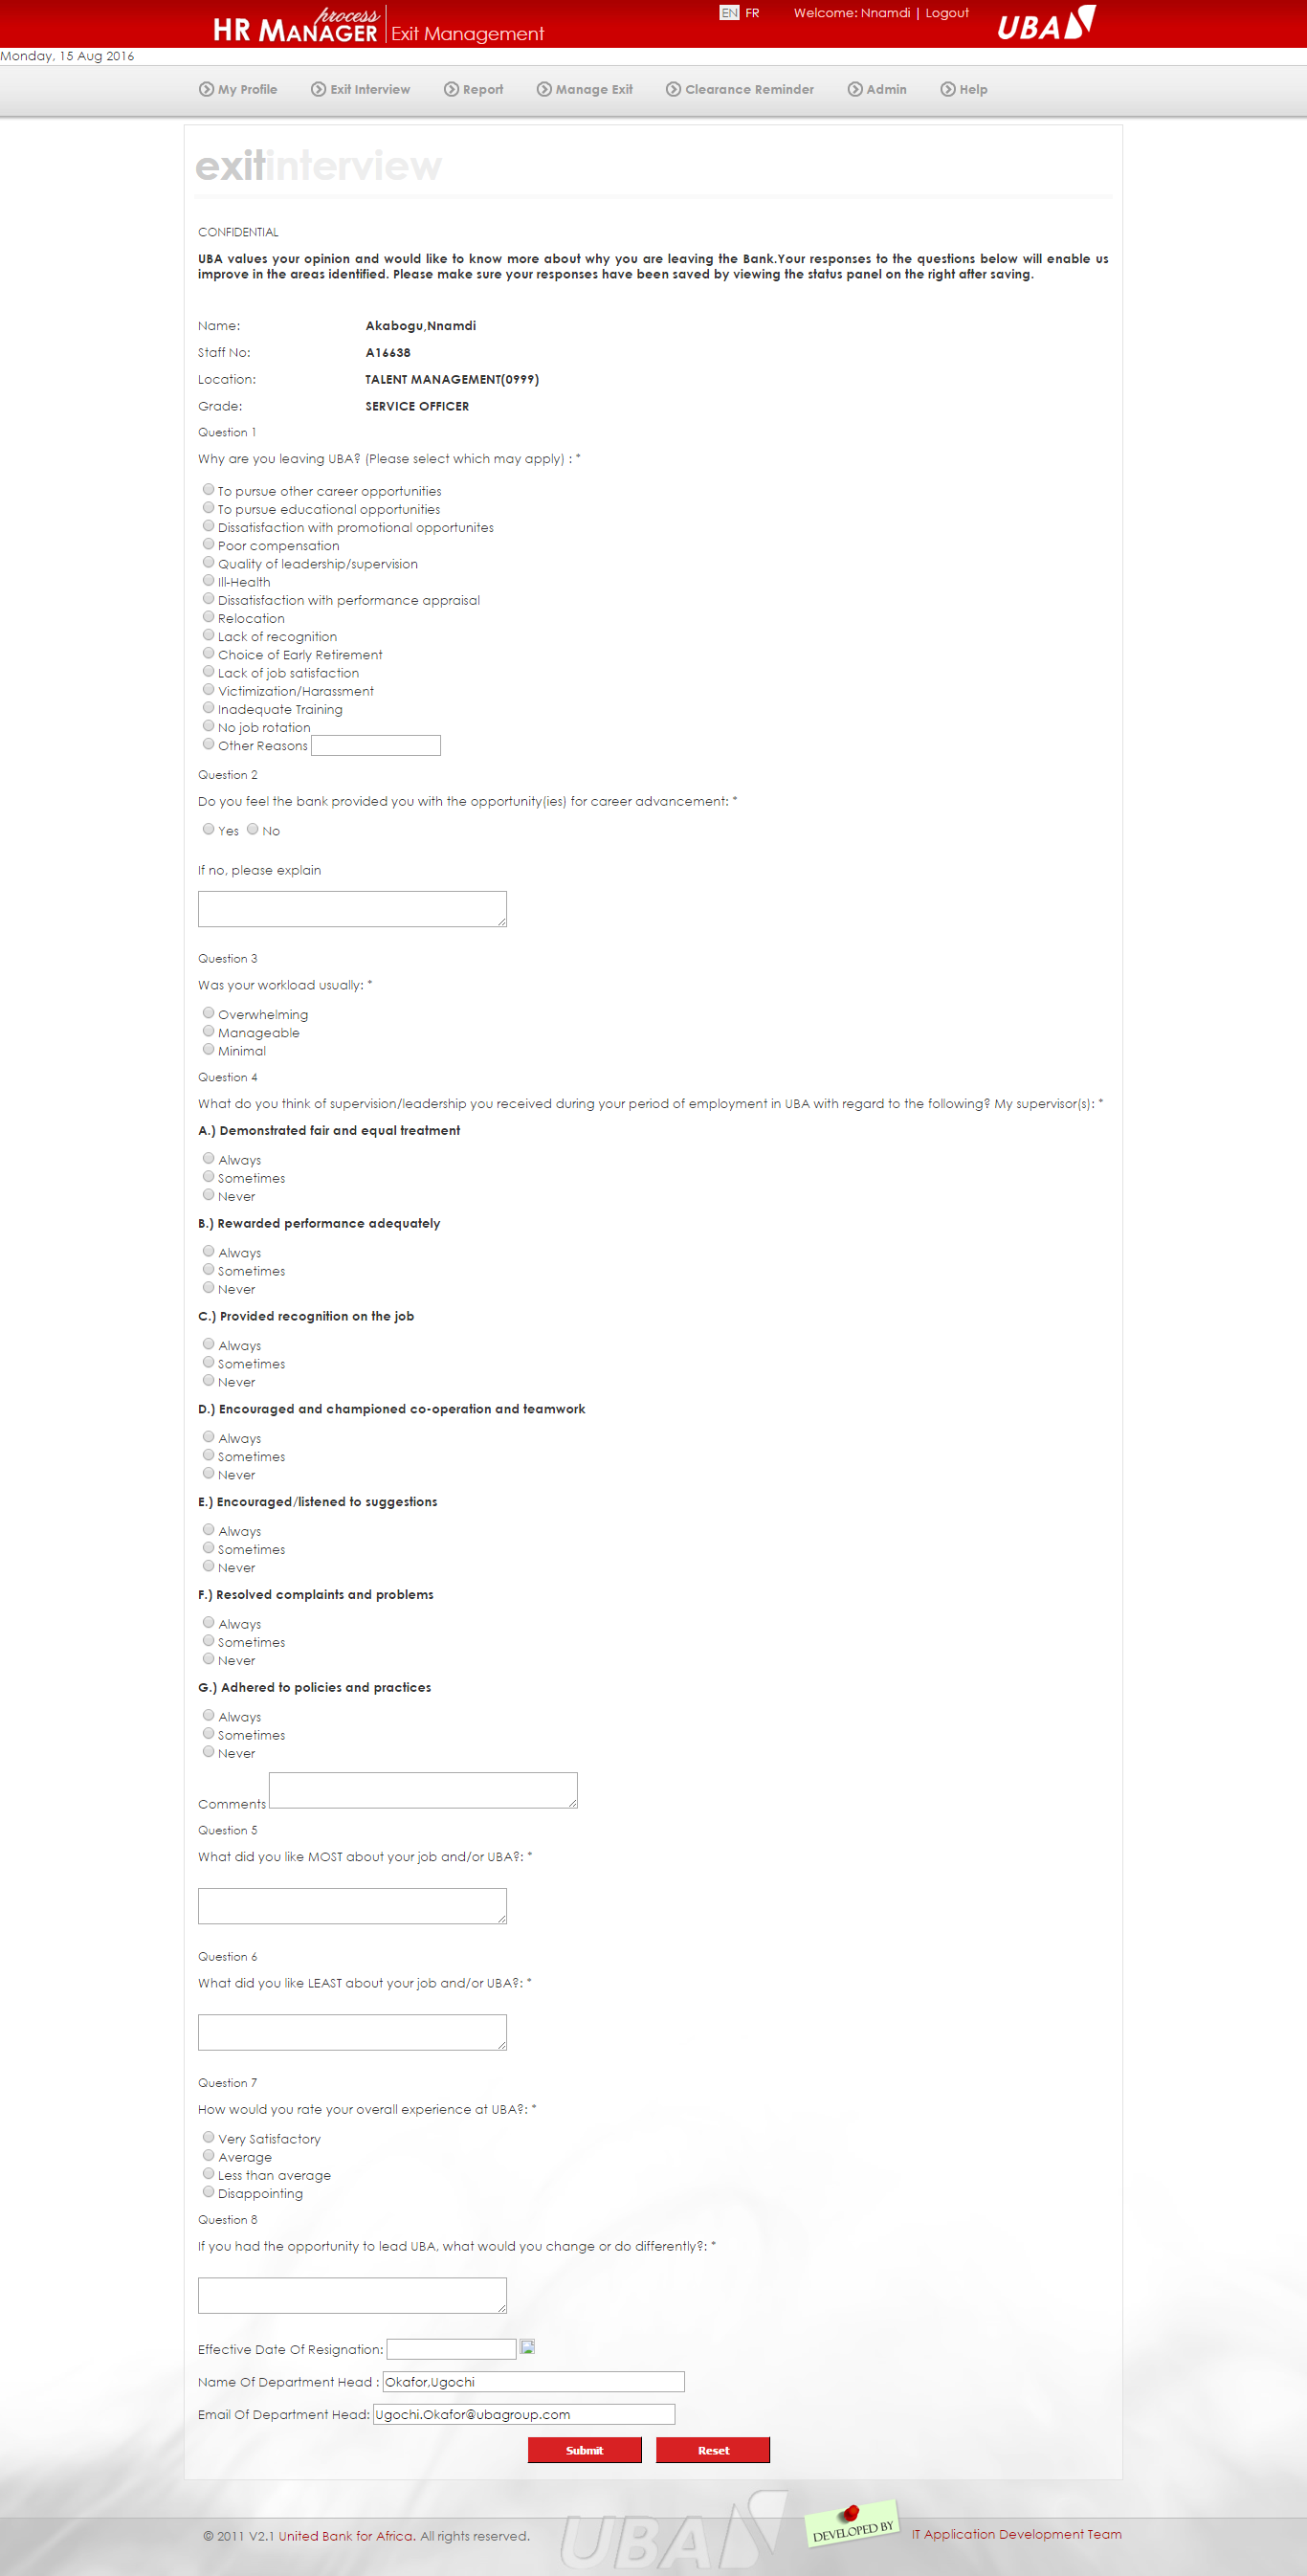 HR MANAGER process Exit Management
EN FR Welcome: Nnamdi | Logout
UBA
Monday, 15 Aug 2016
My Profile Exit Interview Report Manage Exit Clearance Reminder Admin Help
exitinterview
CONFIDENTIAL
UBA values your opinion and would like to know more about why you are leaving the Bank.Your responses to the questions below will enable us
improve in the areas identified. Please make sure your responses have been saved by viewing the status panel on the right after saving.
Name: Akabogu,Nnamdi
Staff No: A16638
Location: TALENT MANAGEMENT(0999)
Grade: SERVICE OFFICER
Question 1
Why are you leaving UBA? (Please select which may apply) : *
To pursue other career opportunities
To pursue educational opportunities
Dissatisfaction with promotional opportunites
Poor compensation
Quality of leadership/supervision
Ill-Health
Dissatisfaction with performance appraisal
Relocation
Lack of recognition
Choice of Early Retirement
Lack of job satisfaction
Victimization/Harassment
Inadequate Training
No job rotation
Other Reasons
Question 2
Do you feel the bank provided you with the opportunity(ies) for career advancement: *
Yes No
If no, please explain
Question 3
Was your workload usually: *
Overwhelming
Manageable
Minimal
Question 4
What do you think of supervision/leadership you received during your period of employment in UBA with regard to the following? My supervisor(s): *
A.) Demonstrated fair and equal treatment
Always
Sometimes
Never
B.) Rewarded performance adequately
Always
Sometimes
Never
C.) Provided recognition on the job
Always
Sometimes
Never
D.) Encouraged and championed co-operation and teamwork
Always
Sometimes
Never
E.) Encouraged/listened to suggestions
Always
Sometimes
Never
F.) Resolved complaints and problems
Always
Sometimes
Never
G.) Adhered to policies and practices
Always
Sometimes
Never
Comments
Question 5
What did you like MOST about your job and/or UBA?: *
Question 6
What did you like LEAST about your job and/or UBA?: *
Question 7
How would you rate your overall experience at UBA?: *
Very Satisfactory
Average
Less than average
Disappointing
Question 8
If you had the opportunity to lead UBA, what would you change or do differently?: *
Effective Date Of Resignation:
Name Of Department Head : Okafor,Ugochi
Email Of Department Head: Ugochi.Okafor@ubagroup.com
Submit Reset
© 2011 V2.1 United Bank for Africa. All rights reserved.
UBA
DEVELOPED BY
IT Application Development Team